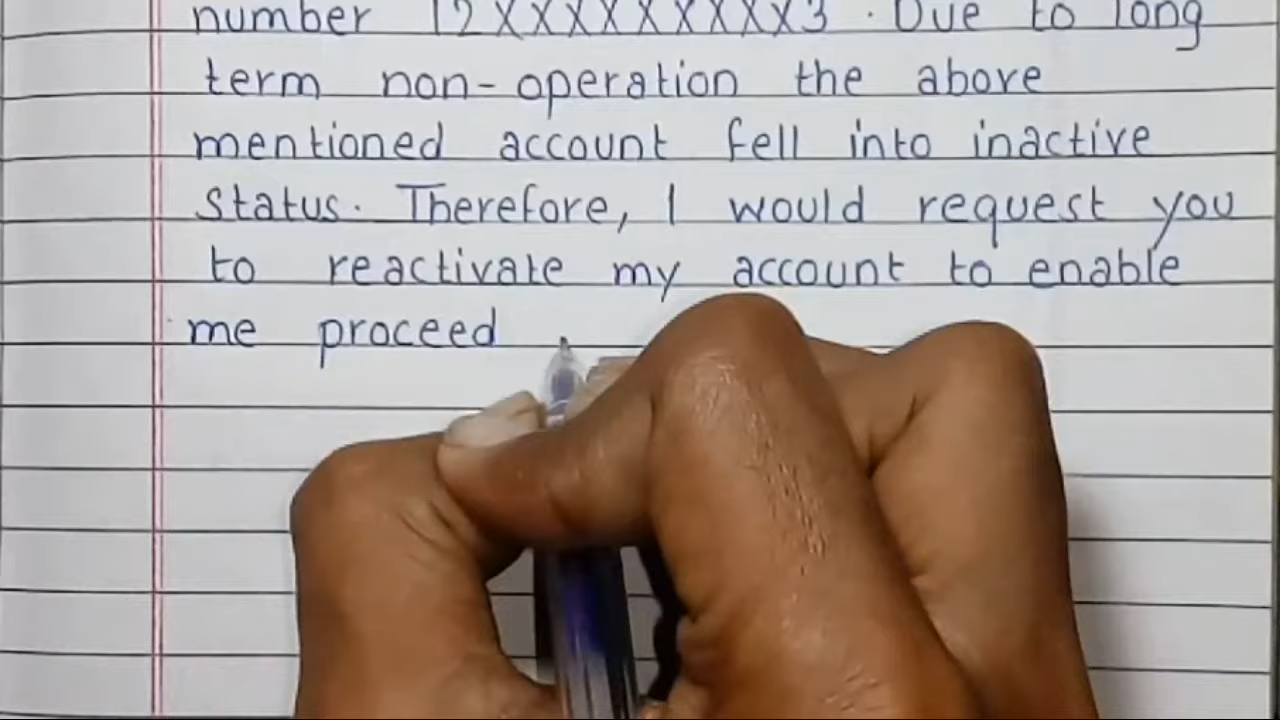 number 12XXXXXXXXX3. Due to long
term non-operation the above
mentioned account fell into inactive
status. Therefore, I would request you
to reactivate my account to enable
me proceed